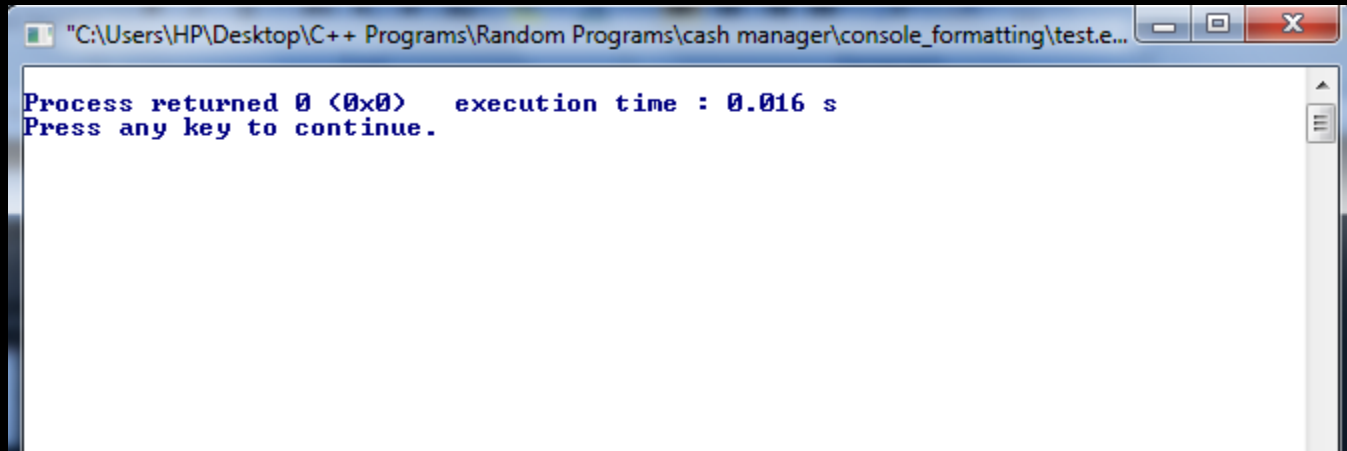 "C:\Users\HP\Desktop\C++ Programs\Random Programs\cash manager\console_formatting\test.e...
Process returned 0 (0x0)   execution time : 0.016 s
Press any key to continue.